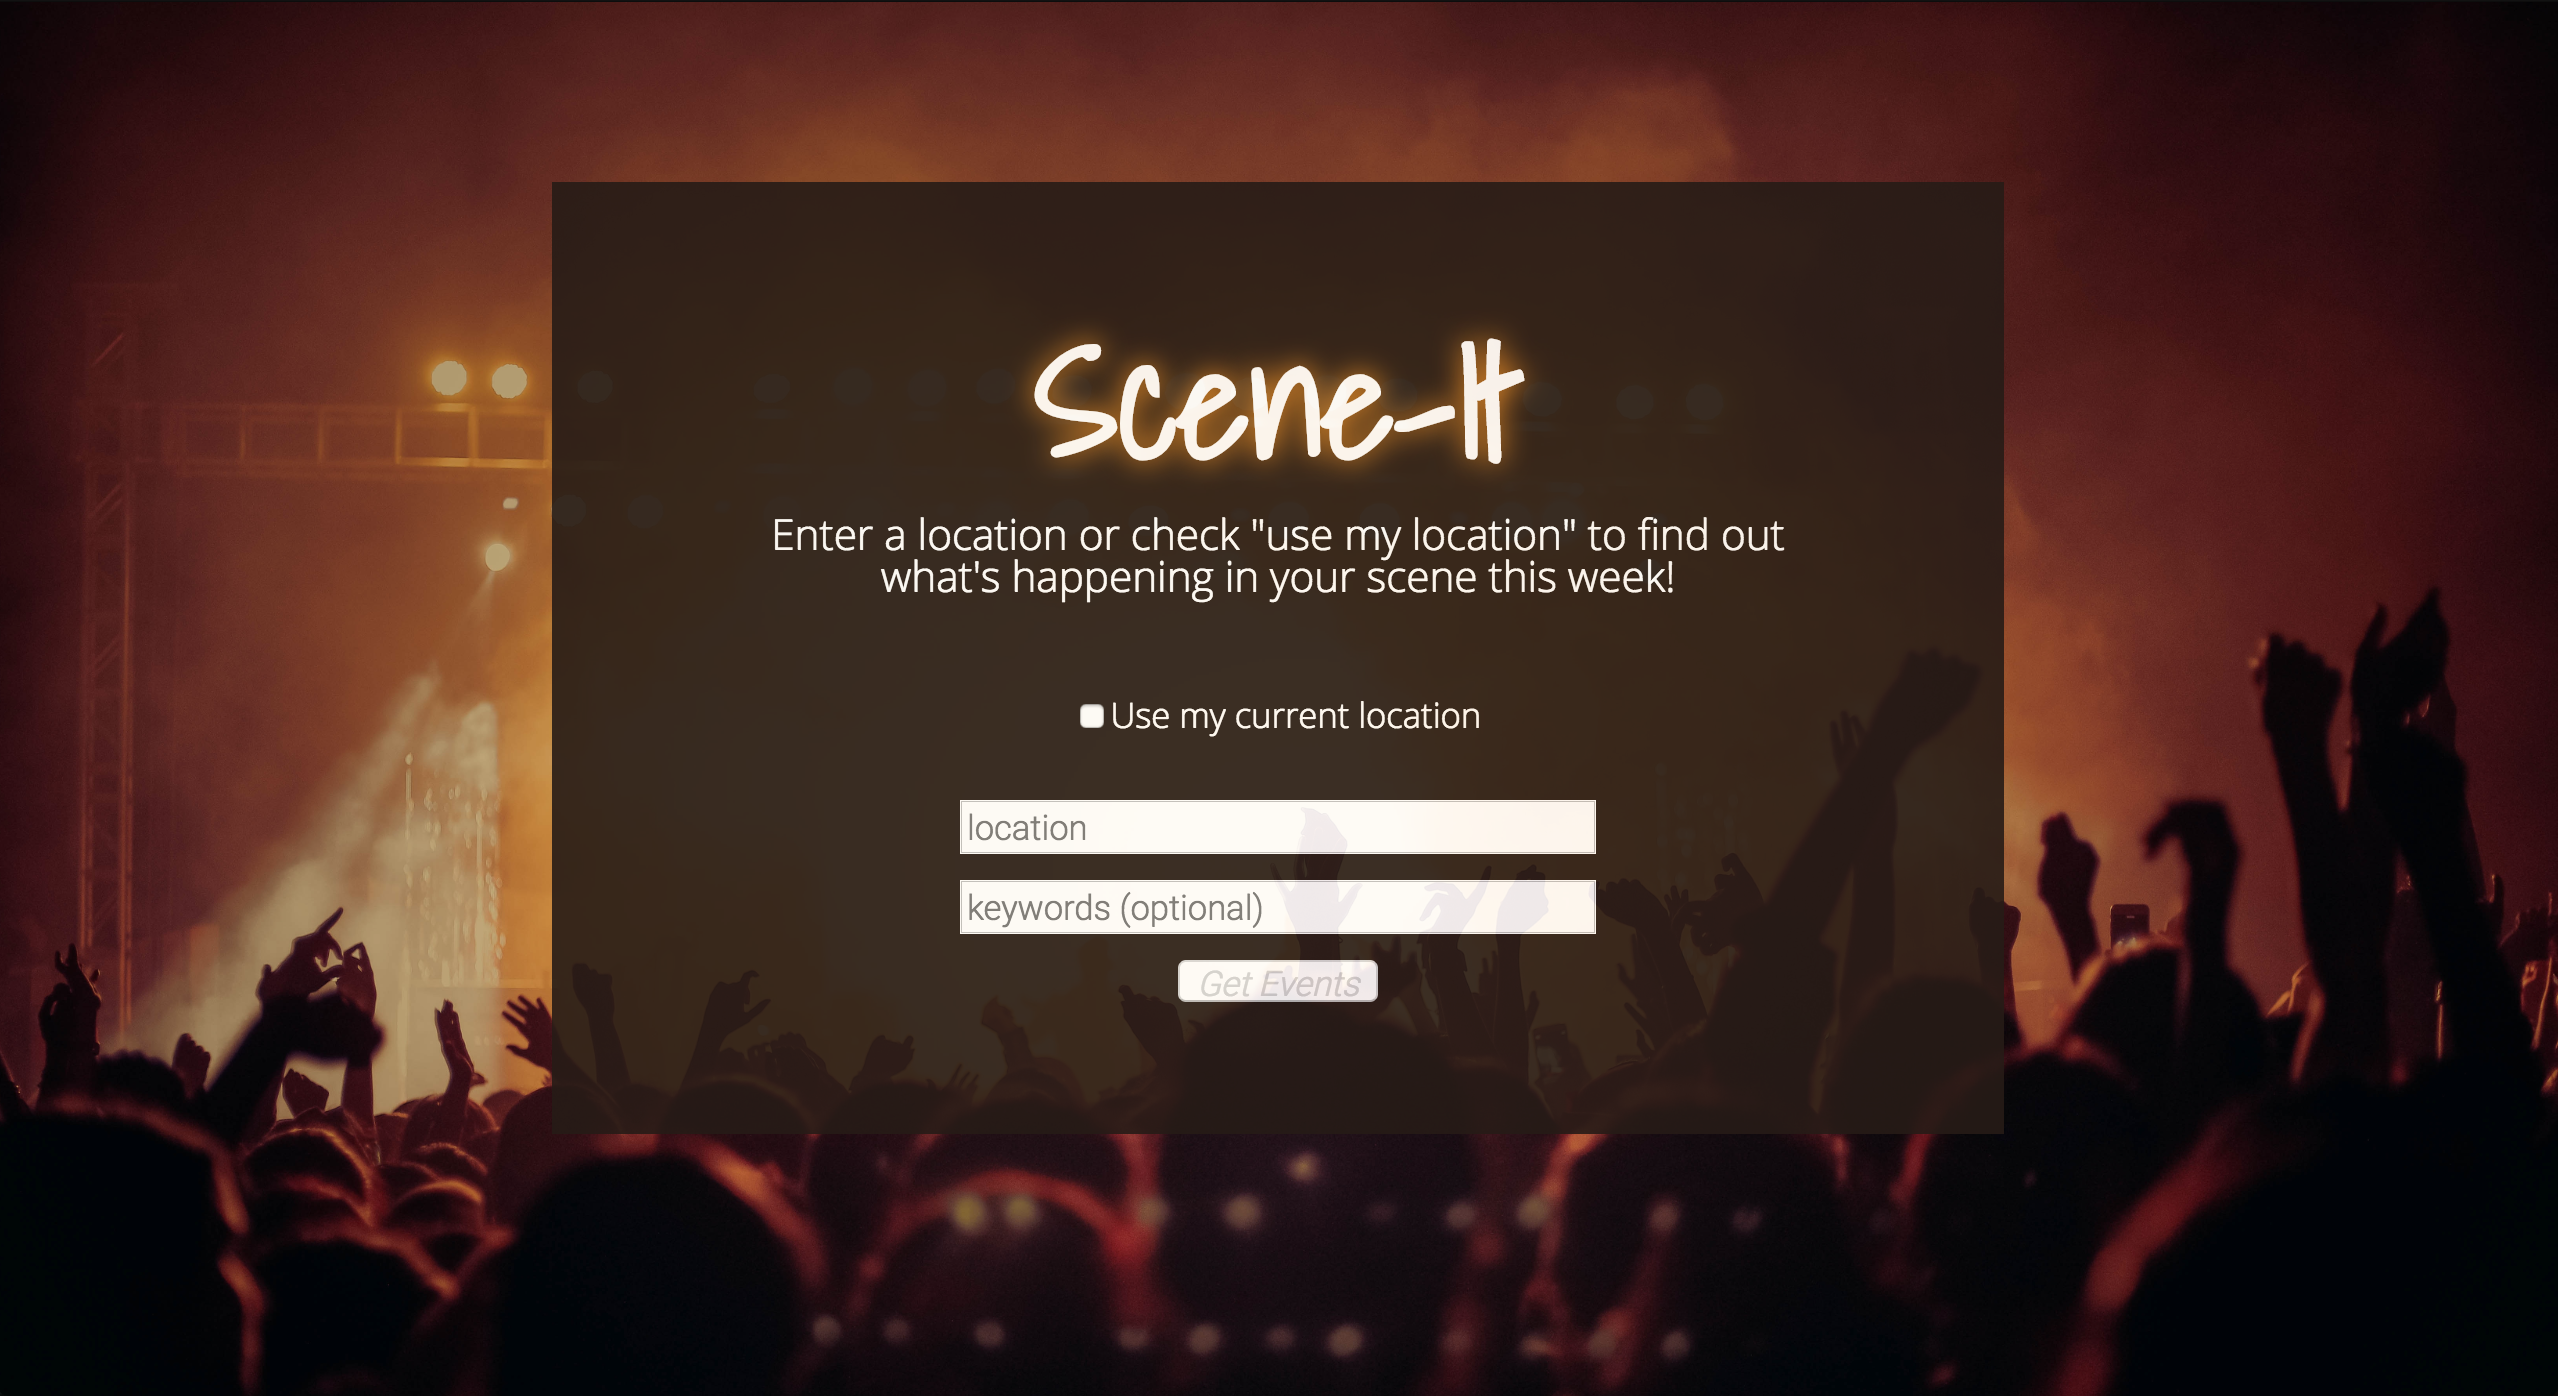 Scene-It
Enter a location or check "use my location" to find out
what's happening in your scene this week!
Use my current location
location
keywords (optional)
Get Events